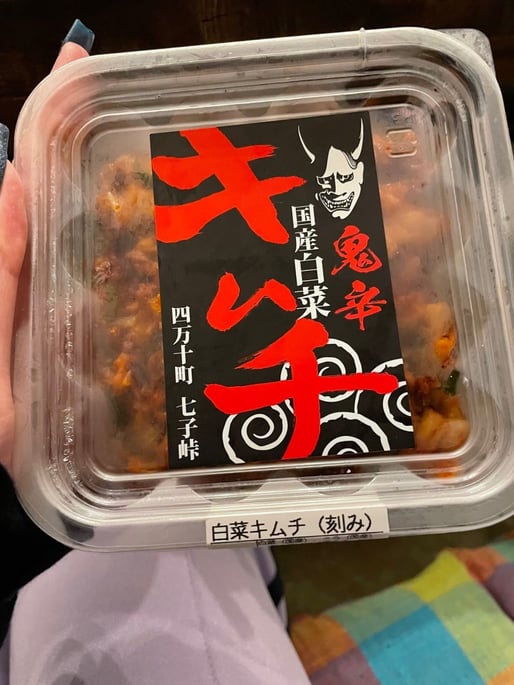 鬼辛
国産白菜
キムチ
四万十町 七子峠
白菜キムチ（刻み）